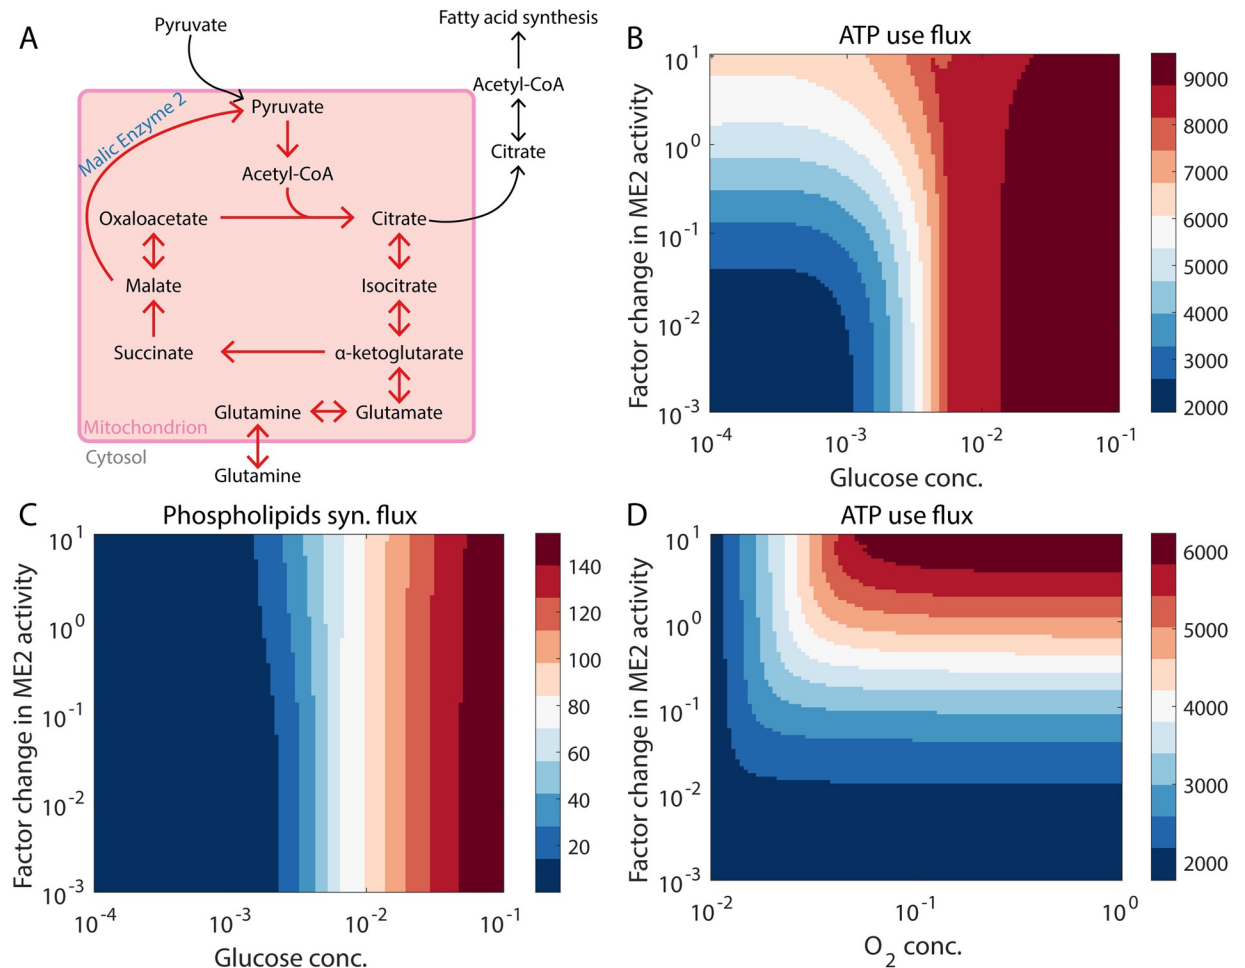 A
Pyruvate
Fatty acid synthesis
Acetyl-CoA
Citrate
Malic Enzyme 2
Pyruvate
Acetyl-CoA
Oxaloacetate
Citrate
Malate
Isocitrate
Succinate
α-ketoglutarate
Glutamine
Glutamate
Mitochondrion
Cytosol
Glutamine
B
ATP use flux
Factor change in ME2 activity
10^1
10^0
10^-1
10^-2
10^-3
10^-4
10^-3
10^-2
10^-1
Glucose conc.
9000
8000
7000
6000
5000
4000
3000
2000
C
Phospholipids syn. flux
Factor change in ME2 activity
10^1
10^0
10^-1
10^-2
10^-3
10^-4
10^-3
10^-2
10^-1
Glucose conc.
140
120
100
80
60
40
20
D
ATP use flux
Factor change in ME2 activity
10^1
10^0
10^-1
10^-2
10^-3
10^-2
10^-1
10^0
O2 conc.
6000
5000
4000
3000
2000